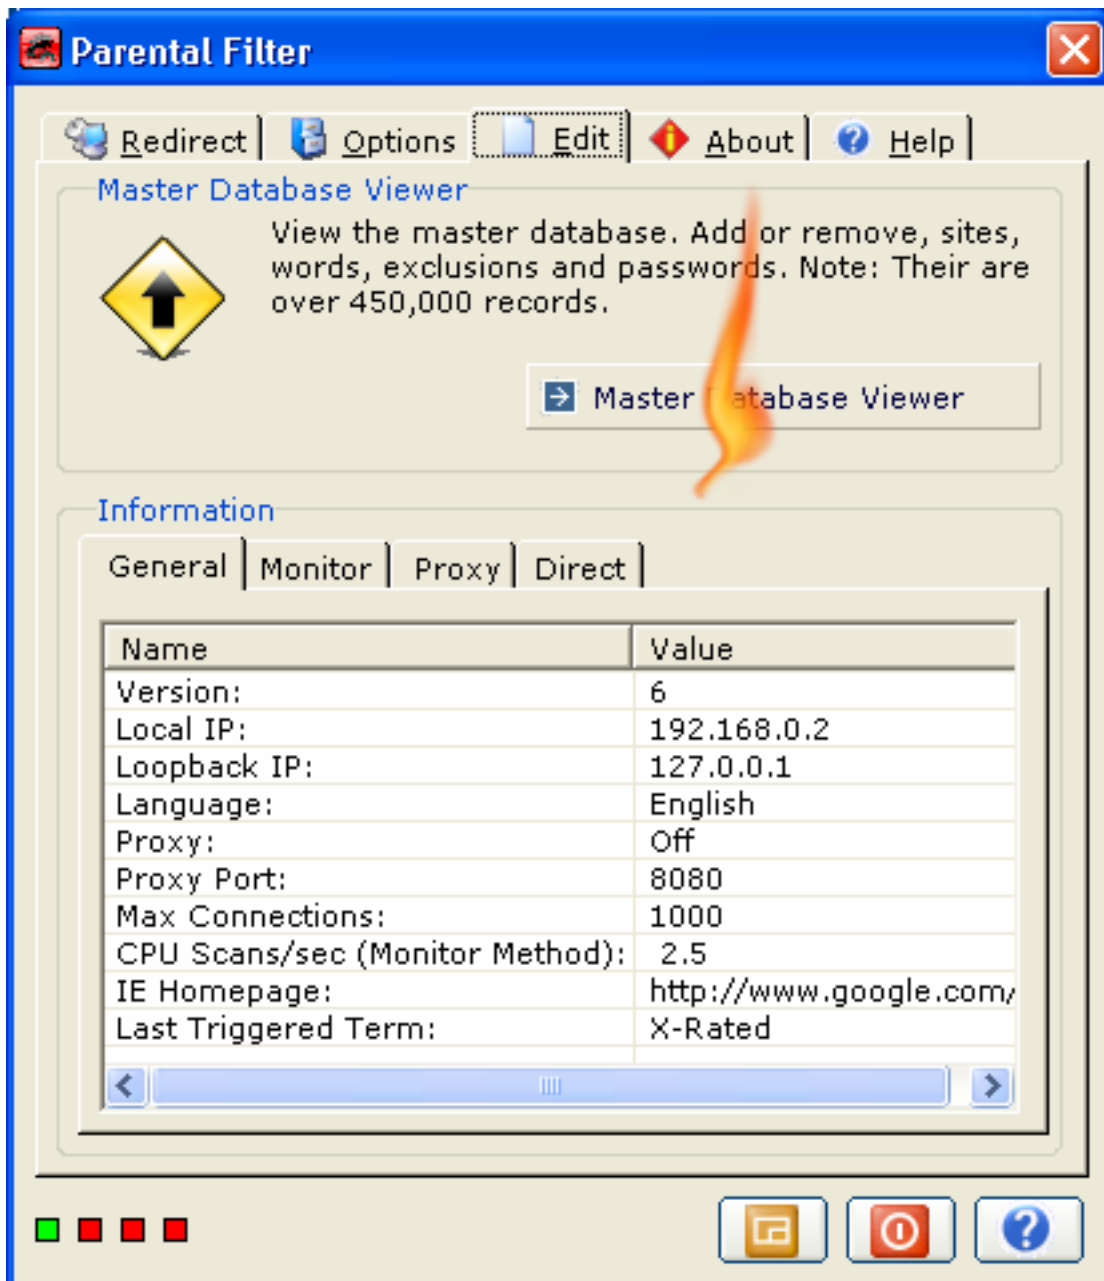 Parental Filter
Redirect Options Edit About Help
Master Database Viewer
View the master database. Add or remove, sites,
words, exclusions and passwords. Note: Their are
over 450,000 records.
Master Database Viewer
Information
General Monitor Proxy Direct
Name Value
Version: 6
Local IP: 192.168.0.2
Loopback IP: 127.0.0.1
Language: English
Proxy: Off
Proxy Port: 8080
Max Connections: 1000
CPU Scans/sec (Monitor Method): 2.5
IE Homepage: http://www.google.com/
Last Triggered Term: X-Rated